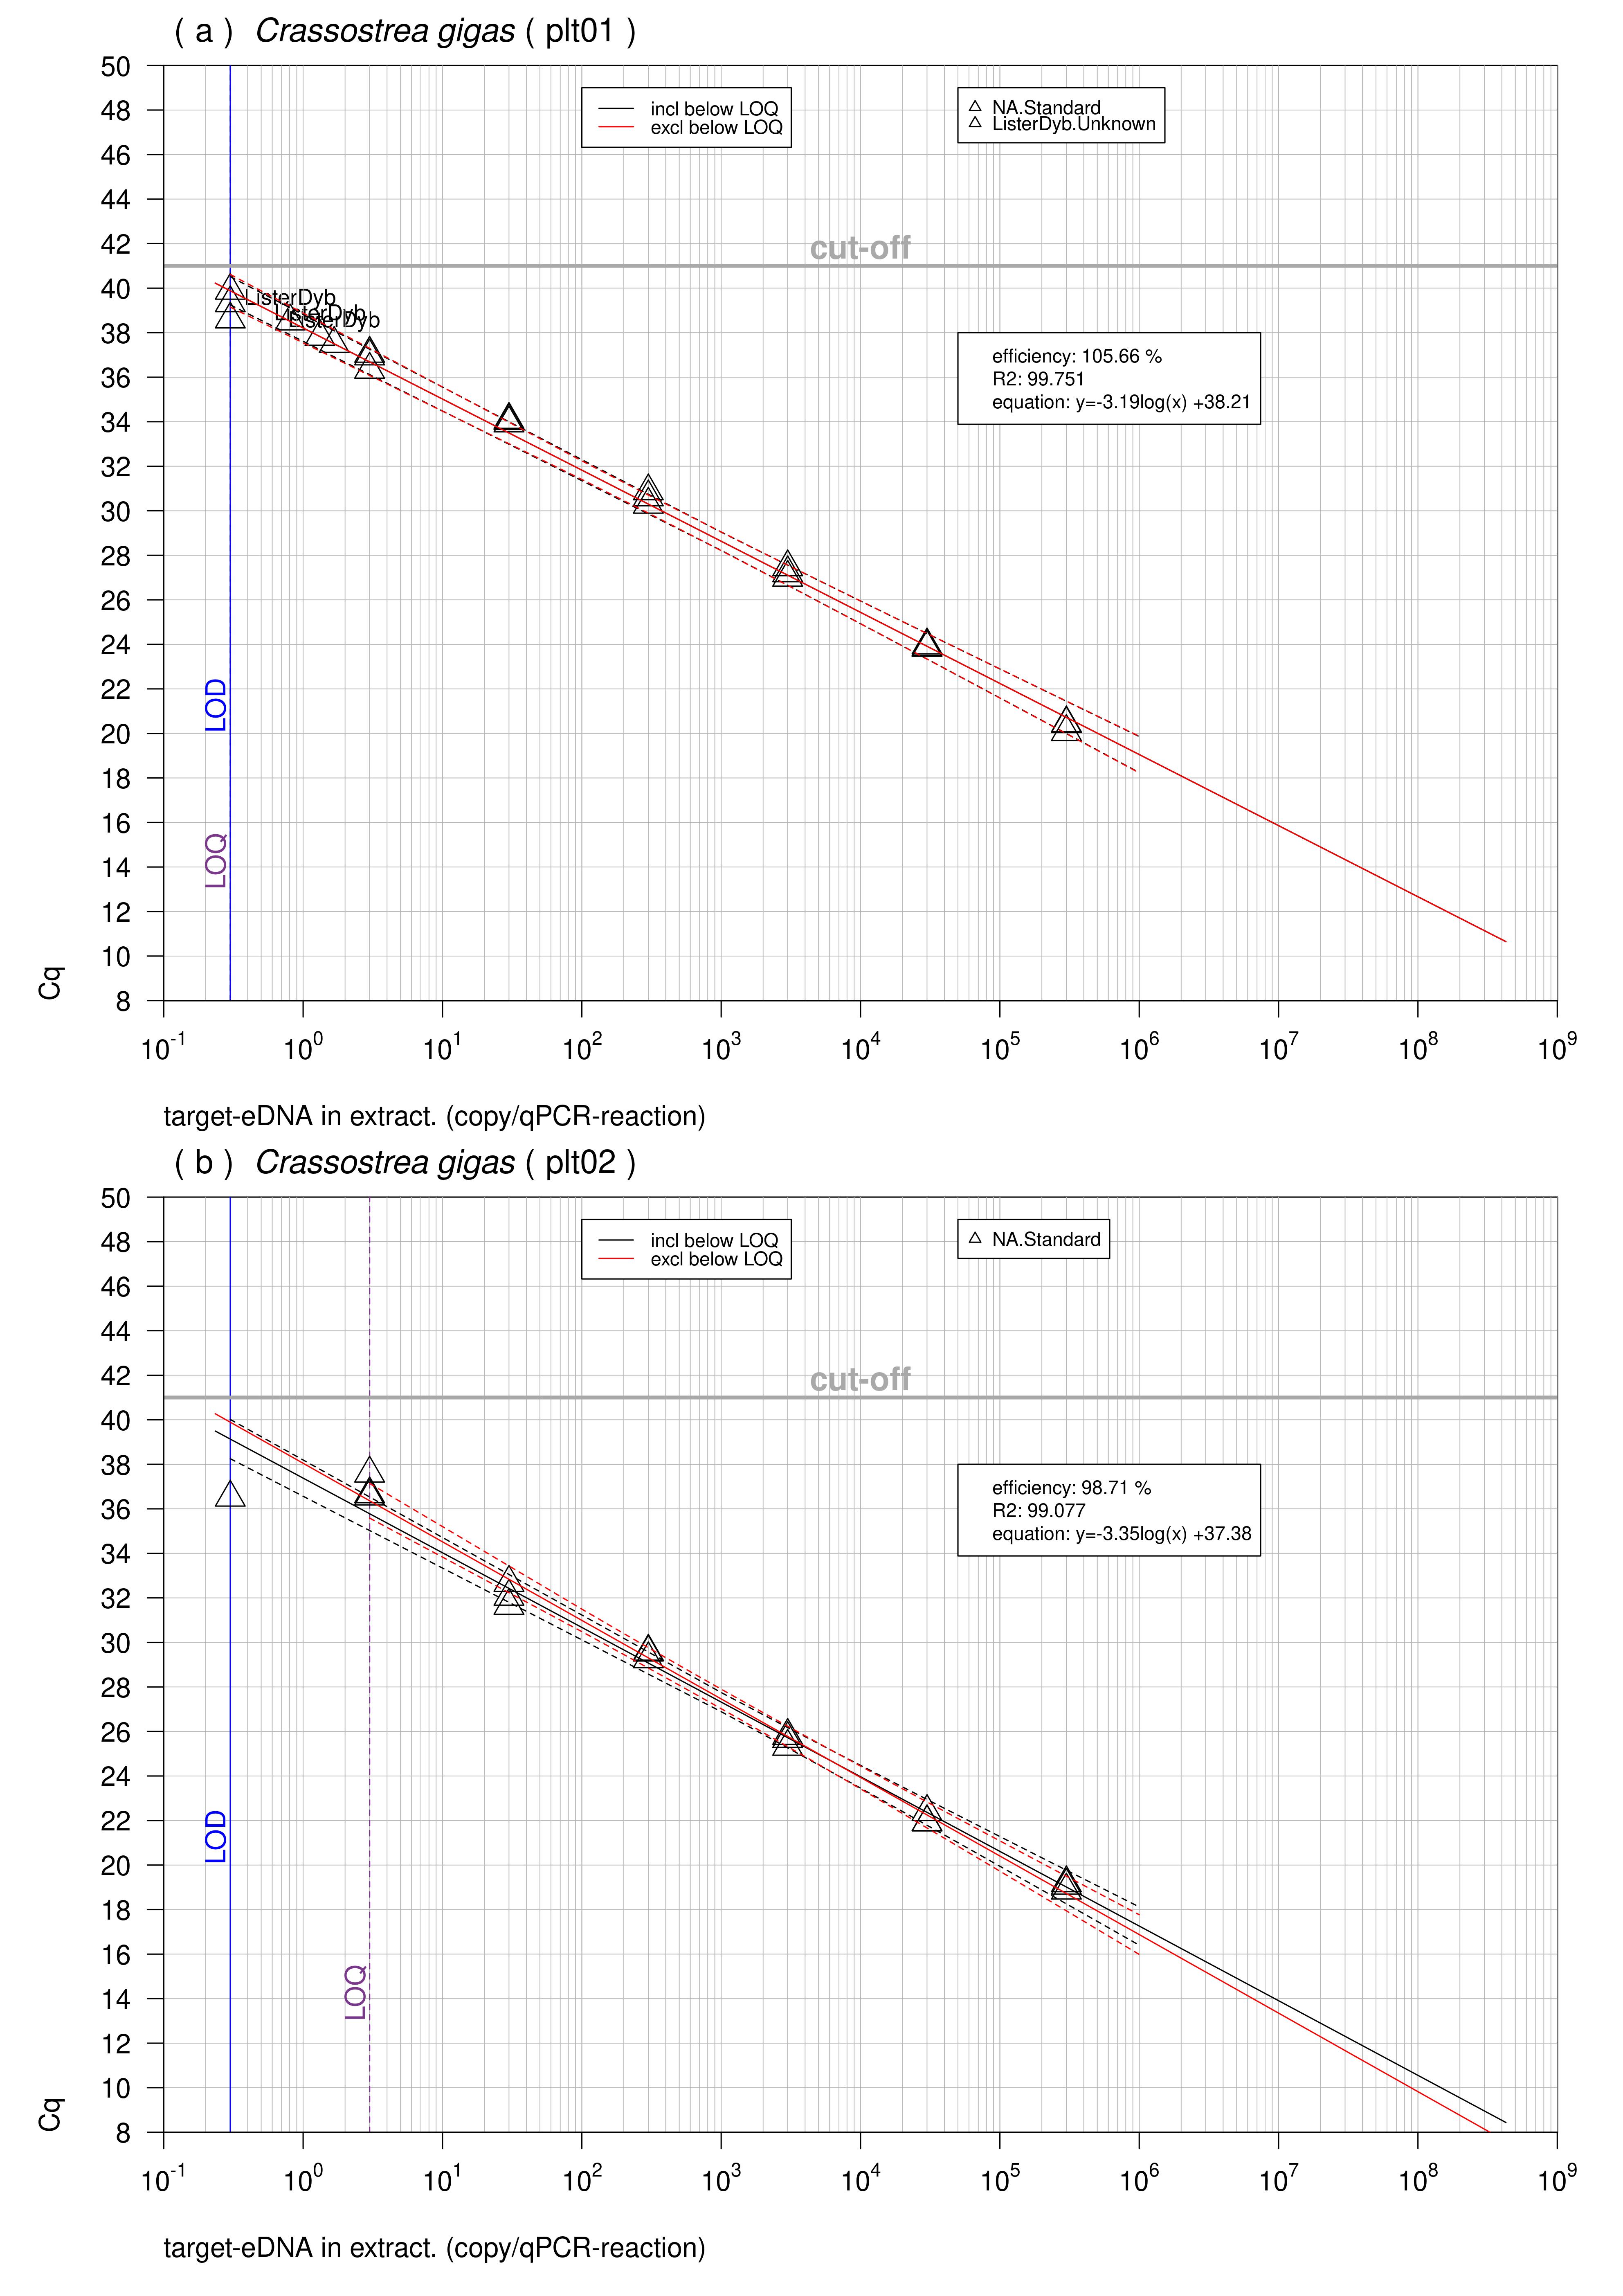 ( a ) Crassostrea gigas ( plt01 )
50
48
46
44
42
40
38
36
34
32
30
28
26
24
22
20
18
16
14
12
10
8
Cq
incl below LOQ
excl below LOQ
NA.Standard
ListerDyb.Unknown
cut-off
ListerDyb
ListerDyb
ListerDyb
efficiency: 105.66 %
R2: 99.751
equation: y=-3.19log(x) +38.21
LOD
LOQ
10-1 100 101 102 103 104 105 106 107 108 109
target-eDNA in extract. (copy/qPCR-reaction)
( b ) Crassostrea gigas ( plt02 )
50
48
46
44
42
40
38
36
34
32
30
28
26
24
22
20
18
16
14
12
10
8
Cq
incl below LOQ
excl below LOQ
NA.Standard
cut-off
efficiency: 98.71 %
R2: 99.077
equation: y=-3.35log(x) +37.38
LOD
LOQ
10-1 100 101 102 103 104 105 106 107 108 109
target-eDNA in extract. (copy/qPCR-reaction)